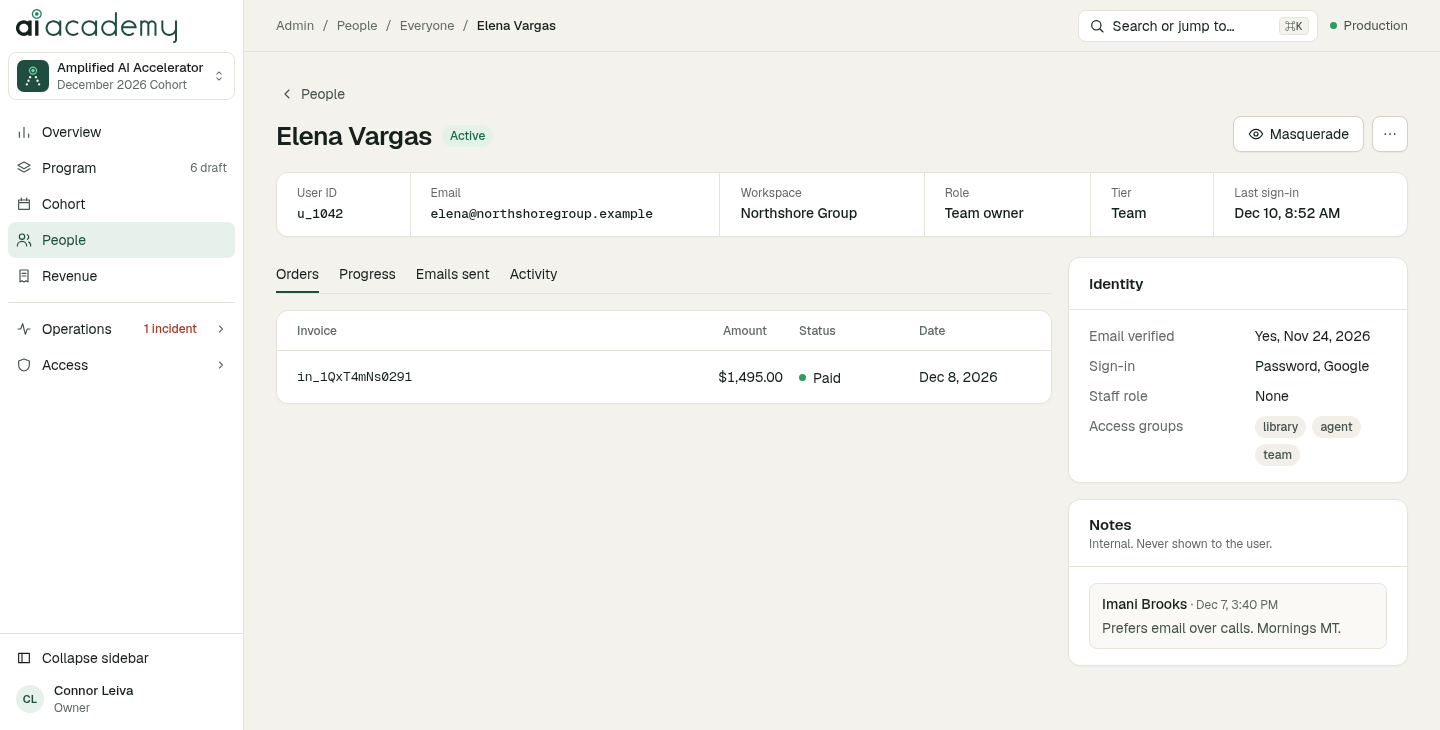 ai academy
Amplified AI Accelerator
December 2026 Cohort
Overview
Program 6 draft
Cohort
People
Revenue
Operations 1 incident
Access
Collapse sidebar
CL
Connor Leiva
Owner
Admin / People / Everyone / Elena Vargas
Search or jump to… ⌘K
Production
People
Elena Vargas Active
Masquerade ···
User ID Email Workspace Role Tier Last sign-in
u_1042 elena@northshoregroup.example Northshore Group Team owner Team Dec 10, 8:52 AM
Orders Progress Emails sent Activity
Invoice Amount Status Date
in_1QxT4mNs0291 $1,495.00 Paid Dec 8, 2026
Identity
Email verified Yes, Nov 24, 2026
Sign-in Password, Google
Staff role None
Access groups library agent
team
Notes
Internal. Never shown to the user.
Imani Brooks · Dec 7, 3:40 PM
Prefers email over calls. Mornings MT.